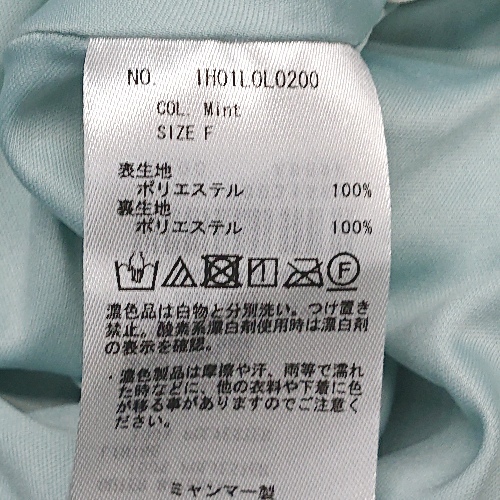 NO. IH01L0L0200
COL. Mint
SIZE F
表生地
ポリエステル 100%
裏生地
ポリエステル 100%
F
濃色品は白物と分別洗い。つけ置き
禁止。酸素系漂白剤使用時は漂白剤
の表示を確認。
・濃色製品は摩擦や汗、雨等で濡れ
た時などに、他の衣料や下着に色
が移る事がありますのでご注意く
ださい。
ミャンマー製